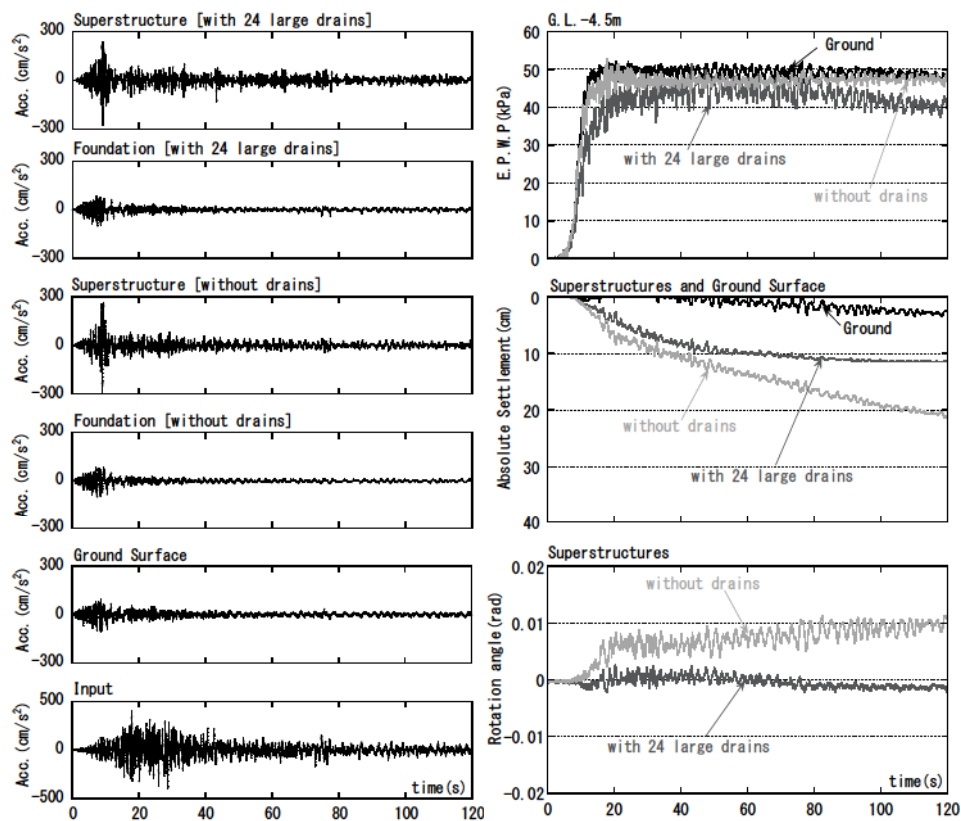 Superstructure [with 24 large drains]
300
0
-300
Acc. (cm/s²)
Foundation [with 24 large drains]
300
0
-300
Acc. (cm/s²)
Superstructure [without drains]
300
0
-300
Acc. (cm/s²)
Foundation [without drains]
300
0
-300
Acc. (cm/s²)
Ground Surface
300
0
-300
Acc. (cm/s²)
Input
500
0
-500
Acc. (cm/s²)
time(s)
0 20 40 60 80 100 120
G.L.-4.5m
60
50
40
30
20
10
0
E.P.W.P(kPa)
Ground
with 24 large drains
without drains
Superstructures and Ground Surface
0
10
20
30
40
Absolute Settlement(cm)
Ground
without drains
with 24 large drains
Superstructures
0.02
0.01
0
-0.01
-0.02
Rotation angle(rad)
without drains
with 24 large drains
time(s)
0 20 40 60 80 100 120